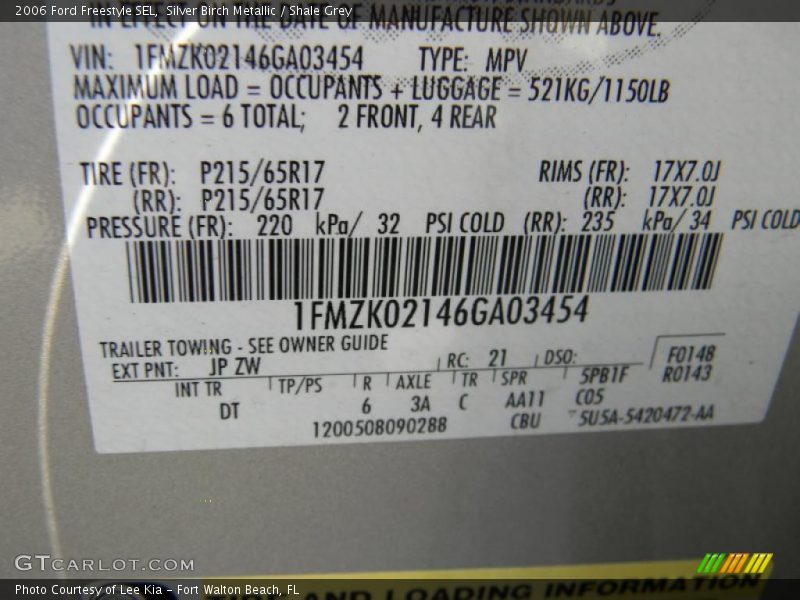 2006 Ford Freestyle SEL, Silver Birch Metallic / Shale Grey
IN EFFECT ON THE DATE OF MANUFACTURE SHOWN ABOVE.
VIN: 1FMZK02146GA03454 TYPE: MPV
MAXIMUM LOAD = OCCUPANTS + LUGGAGE = 521KG/1150LB
OCCUPANTS = 6 TOTAL; 2 FRONT, 4 REAR
TIRE (FR): P215/65R17 RIMS (FR): 17X7.0J
(RR): P215/65R17 (RR): 17X7.0J
PRESSURE (FR): 220 kPa/ 32 PSI COLD (RR): 235 kPa/ 34 PSI COLD
1FMZK02146GA03454
TRAILER TOWING - SEE OWNER GUIDE
EXT PNT: JP ZW RC: 21 DSO: F0148
INT TR TP/PS R AXLE TR SPR 5PB1F R0143
DT 6 3A C AA11 C05
1200508090288 CBU 5U5A-5420472-AA
GTCARLOT.COM
AND LOADING INFORMATION
Photo Courtesy of Lee Kia - Fort Walton Beach, FL